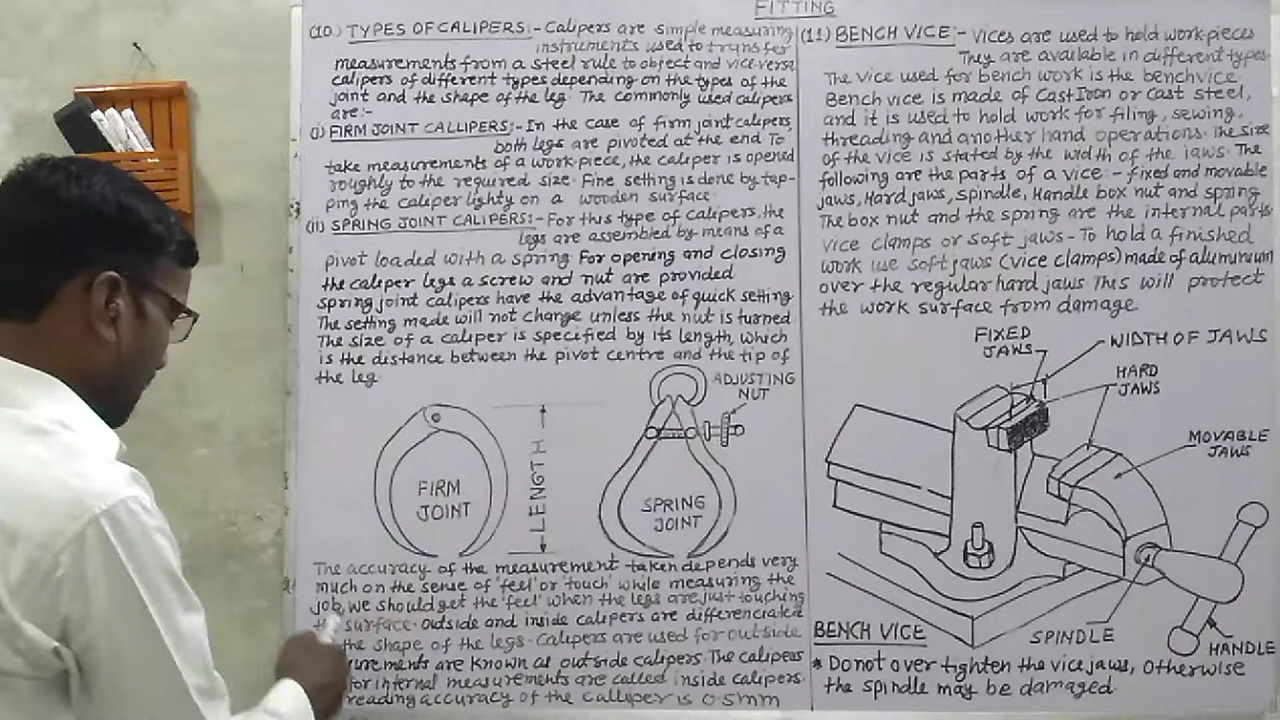 FITTING
(10.) TYPES OF CALIPERS:- Calipers are simple measuring
instruments used to transfer
measurements from a steel rule to object and vice-versa
calipers of different types depending on the types of the
joint and the shape of the leg. The commonly used calipers
are:-
(i) FIRM JOINT CALLIPERS:- In the case of firm joint calipers,
both legs are pivoted at the end To
take measurements of a work-piece, the caliper is opened
roughly to the required size. Fine setting is done by tap-
ping the caliper lighty on a wooden surface
(ii) SPRING JOINT CALIPERS:- For this type of calipers, the
legs are assembled by means of a
pivot loaded with a spring For opening and closing
the caliper legs a screw and nut are provided
spring joint calipers have the advantage of quick setting
The setting made will not change unless the nut is turned
The size of a caliper is specified by its length, which
is the distance between the pivot centre and the tip of
the leg
FIRM
JOINT
LENGTH
SPRING
JOINT
ADJUSTING
NUT
The accuracy of the measurement taken depends very
much on the sense of 'feel' or 'touch' while measuring the
job, we should get the 'feel' when the legs are just touching
surface. outside and inside calipers are differencrated
the shape of the legs. Calipers are used for outside
urements are known as outside calipers. The calipers
for internal measurements are called inside calipers.
reading accuracy of the calliper is 0.5mm
(11) BENCH VICE:- Vices are used to hold work pieces
They are available in different types.
The vice used for bench work is the benchvice.
Bench vice is made of Cast Iron or Cast steel,
and it is used to hold work for filing, sewing,
threading and another hand operations. The size
of the vice is stated by the width of the jaws. The
following are the parts of a vice:- fixed and movable
jaws, Hard jaws, spindle, Handle box nut and spring
The box nut and the spring are the internal parts.
vice clamps or soft jaws- To hold a finished
work use soft jaws (vice clamps) made of aluminium
over the regular hard jaws This will protect
the work surface from damage.
FIXED
JAWS
WIDTH OF JAWS
HARD
JAWS
MOVABLE
JAWS
BENCH VICE
SPINDLE
HANDLE
* Do not over tighten the vice jaws, Otherwise
the spindle may be damaged.